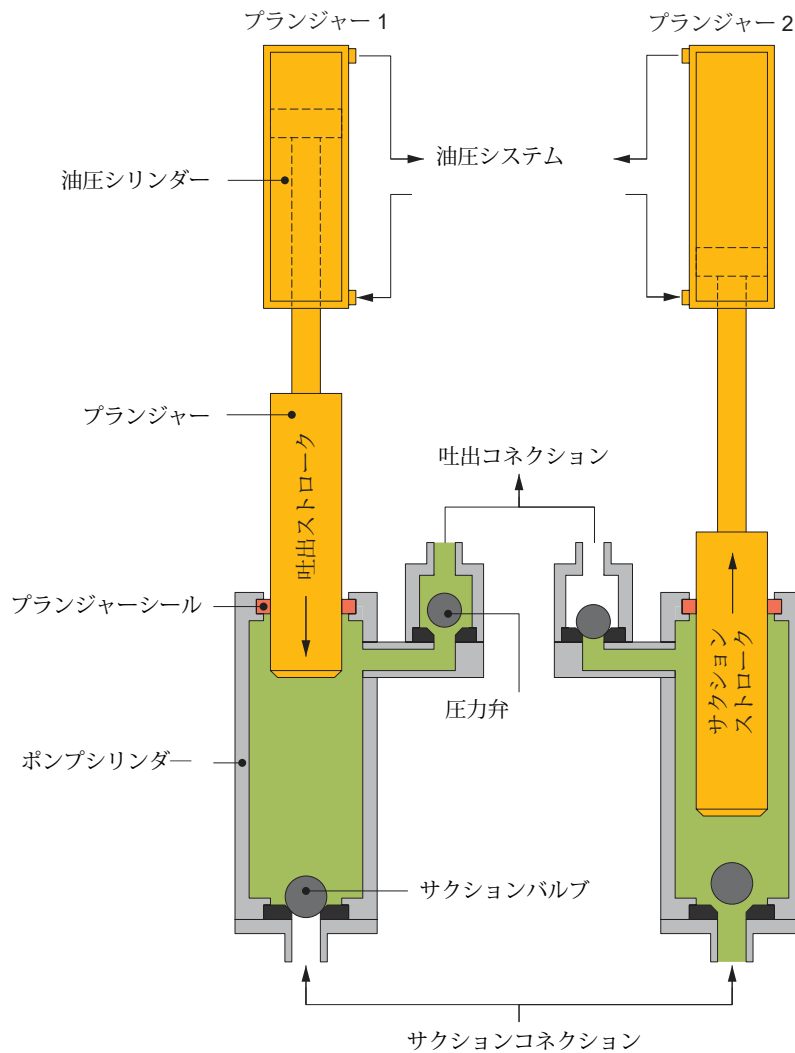 プランジャー 1
プランジャー 2
油圧システム
油圧シリンダー
プランジャー
吐出コネクション
吐出ストローク
プランジャーシール
サクション
ストローク
圧力弁
ポンプシリンダー
サクションバルブ
サクションコネクション